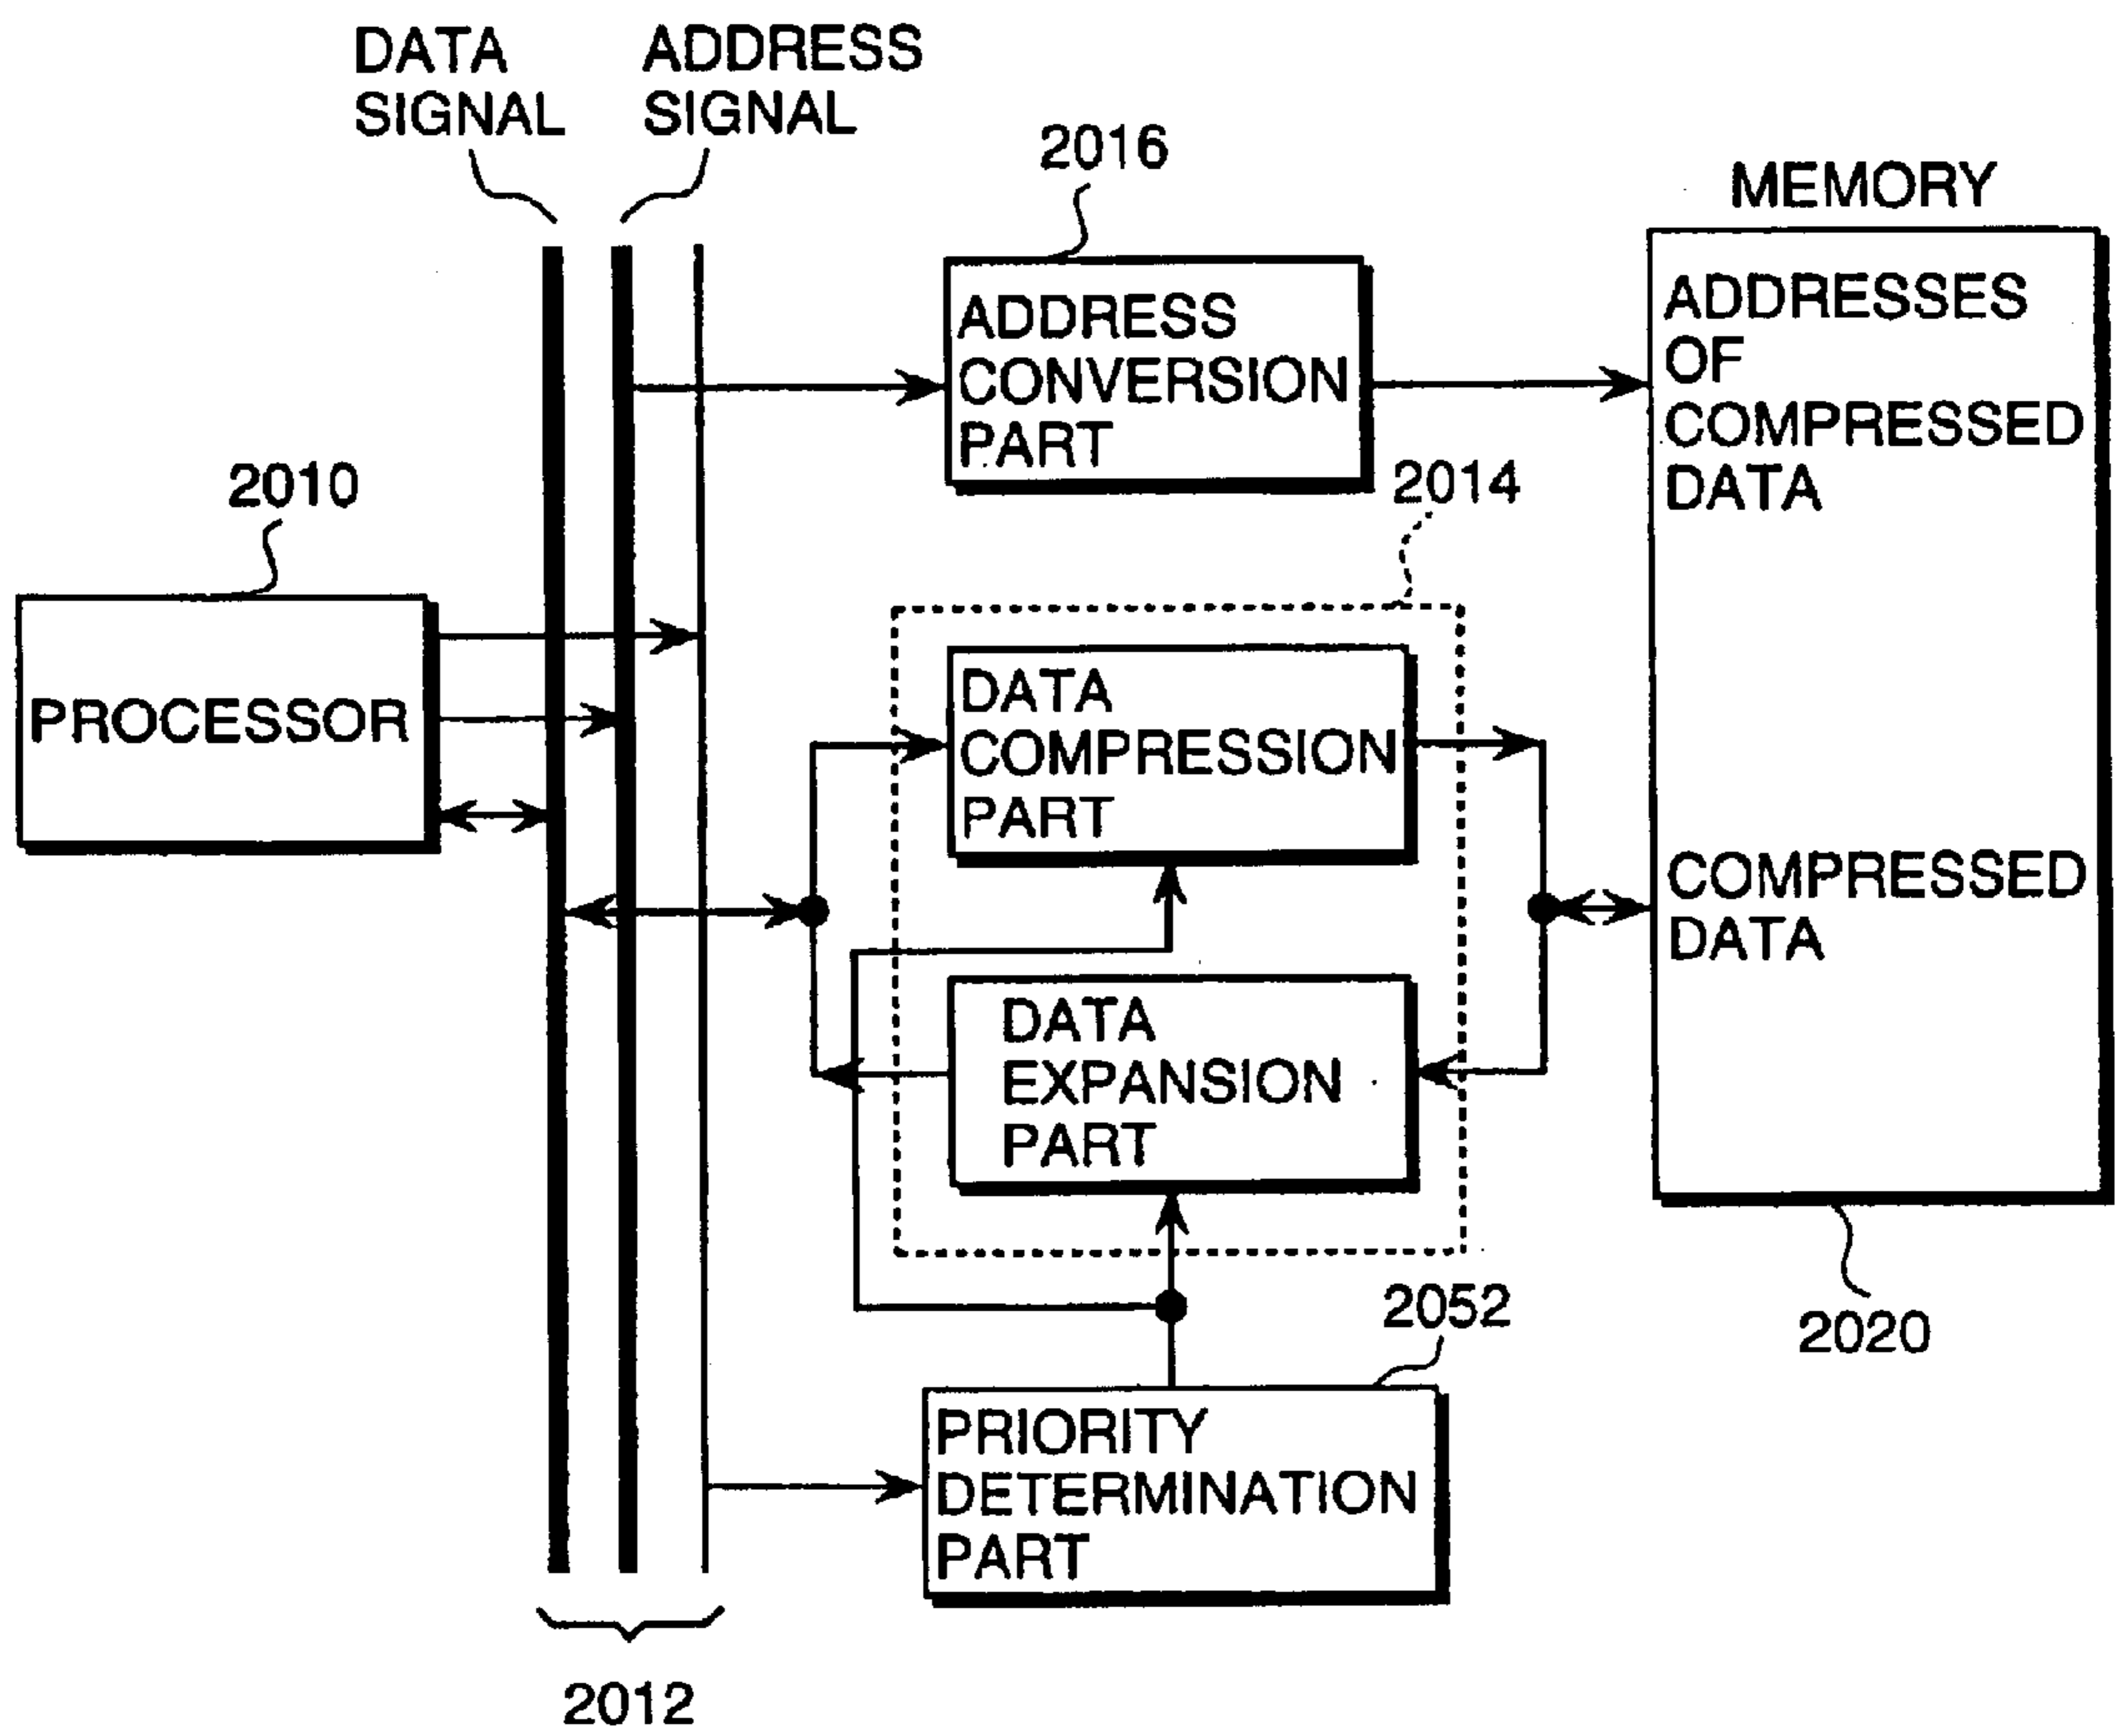 DATA
SIGNAL
ADDRESS
SIGNAL
2016
MEMORY
ADDRESS
CONVERSION
PART
ADDRESSES
OF
COMPRESSED
DATA
2010
2014
PROCESSOR
DATA
COMPRESSION
PART
COMPRESSED
DATA
DATA
EXPANSION
PART
2052
2020
PRIORITY
DETERMINATION
PART
2012